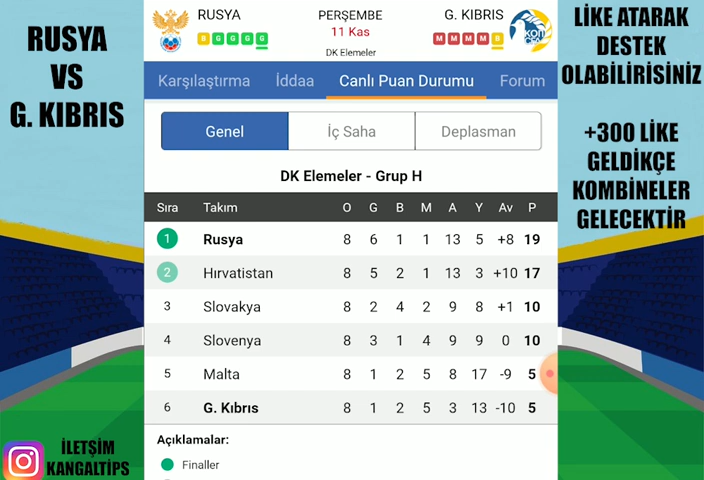 RUSYA
VS
G. KIBRIS
RUSYA
B G G G G
PERŞEMBE
11 Kas
DK Elemeler
G. KIBRIS
M M M M B
LİKE ATARAK
DESTEK
OLABİLİRİSİNİZ
+300 LİKE
GELDİKÇE
KOMBİNELER
GELECEKTİR
Karşılaştırma İddaa Canlı Puan Durumu Forum
Genel İç Saha Deplasman
DK Elemeler - Grup H
Sıra Takım O G B M A Y Av P
1 Rusya 8 6 1 1 13 5 +8 19
2 Hırvatistan 8 5 2 1 13 3 +10 17
3 Slovakya 8 2 4 2 9 8 +1 10
4 Slovenya 8 3 1 4 9 9 0 10
5 Malta 8 1 2 5 8 17 -9 5
6 G. Kıbrıs 8 1 2 5 3 13 -10 5
Açıklamalar:
Finaller
İLETŞİM
KANGALTİPS